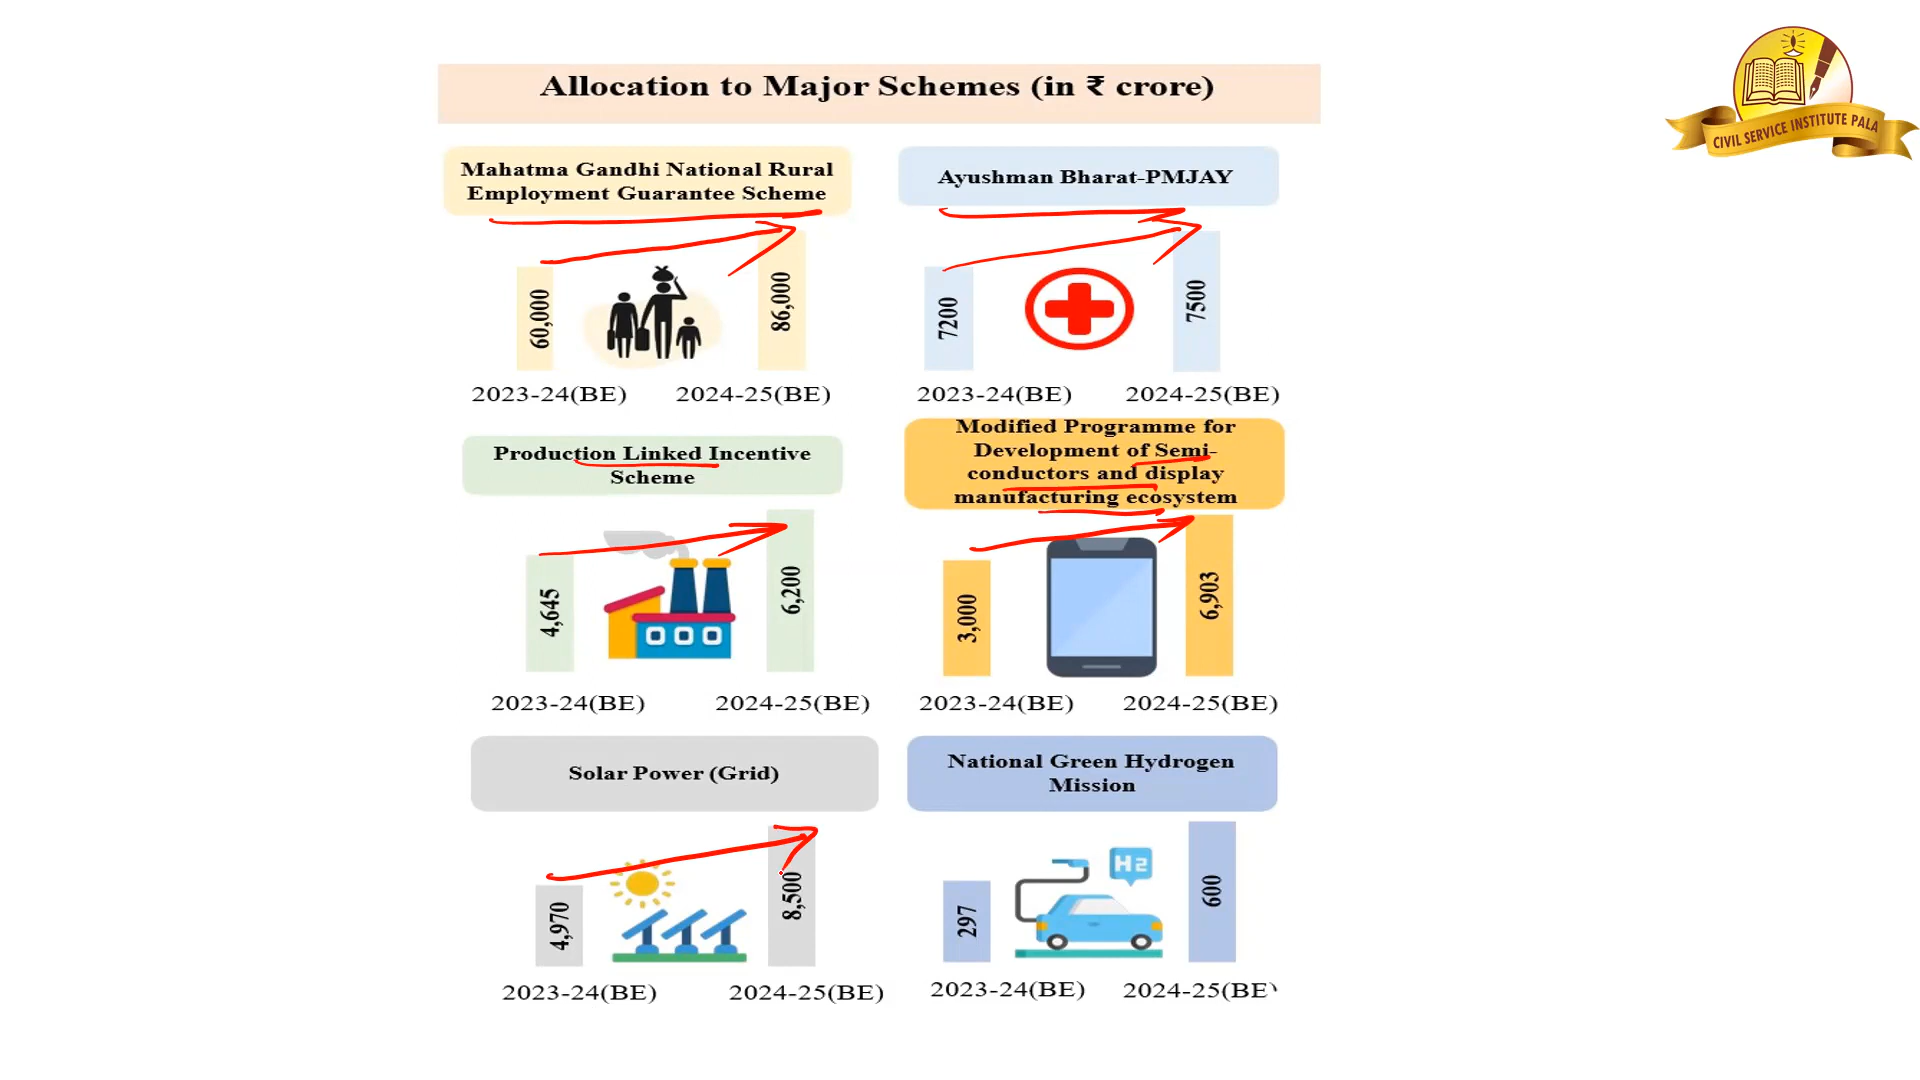 Allocation to Major Schemes (in ₹ crore)
CIVIL SERVICE INSTITUTE PALA
Mahatma Gandhi National Rural
Employment Guarantee Scheme
60,000
86,000
2023-24(BE)
2024-25(BE)
Ayushman Bharat-PMJAY
7200
7500
2023-24(BE)
2024-25(BE)
Production Linked Incentive
Scheme
4,645
6,200
2023-24(BE)
2024-25(BE)
Modified Programme for
Development of Semi-
conductors and display
manufacturing ecosystem
3,000
6,903
2023-24(BE)
2024-25(BE)
Solar Power (Grid)
4,970
8,500
2023-24(BE)
2024-25(BE)
National Green Hydrogen
Mission
H2
297
600
2023-24(BE)
2024-25(BE)